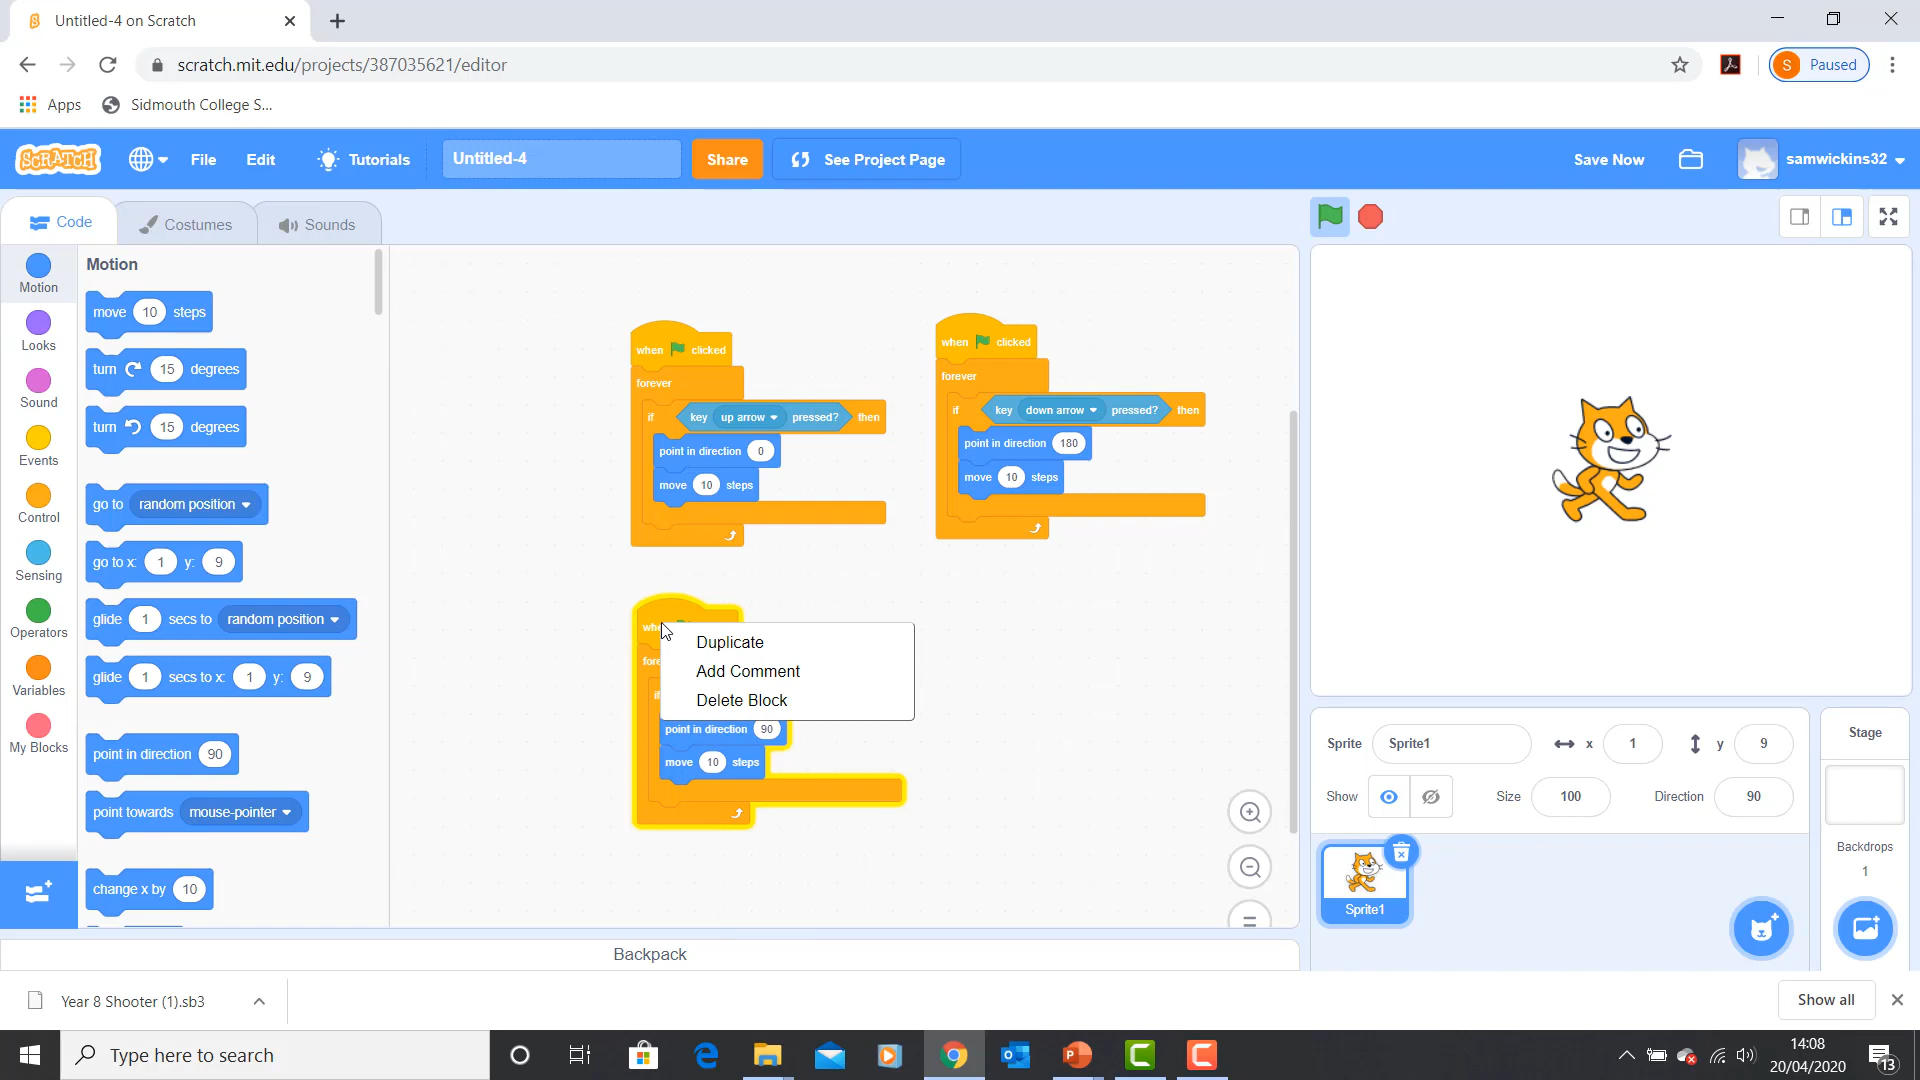 Untitled-4 on Scratch
scratch.mit.edu/projects/387035621/editor
S Paused
Apps Sidmouth College S...
SCRATCH File Edit Tutorials Untitled-4 Share See Project Page Save Now samwickins32
Code Costumes Sounds
Motion
Looks
Sound
Events
Control
Sensing
Operators
Variables
My Blocks
Motion
move 10 steps
turn 15 degrees
turn 15 degrees
go to random position
go to x: 1 y: 9
glide 1 secs to random position
glide 1 secs to x: 1 y: 9
point in direction 90
point towards mouse-pointer
change x by 10
when clicked
forever
if key up arrow pressed? then
point in direction 0
move 10 steps
when clicked
forever
if key down arrow pressed? then
point in direction 180
move 10 steps
Duplicate
Add Comment
Delete Block
point in direction 90
move 10 steps
Sprite Sprite1 x 1 y 9
Show Size 100 Direction 90
Sprite1
Stage
Backdrops
1
Backpack
Year 8 Shooter (1).sb3
Show all
Type here to search
14:08
20/04/2020
13